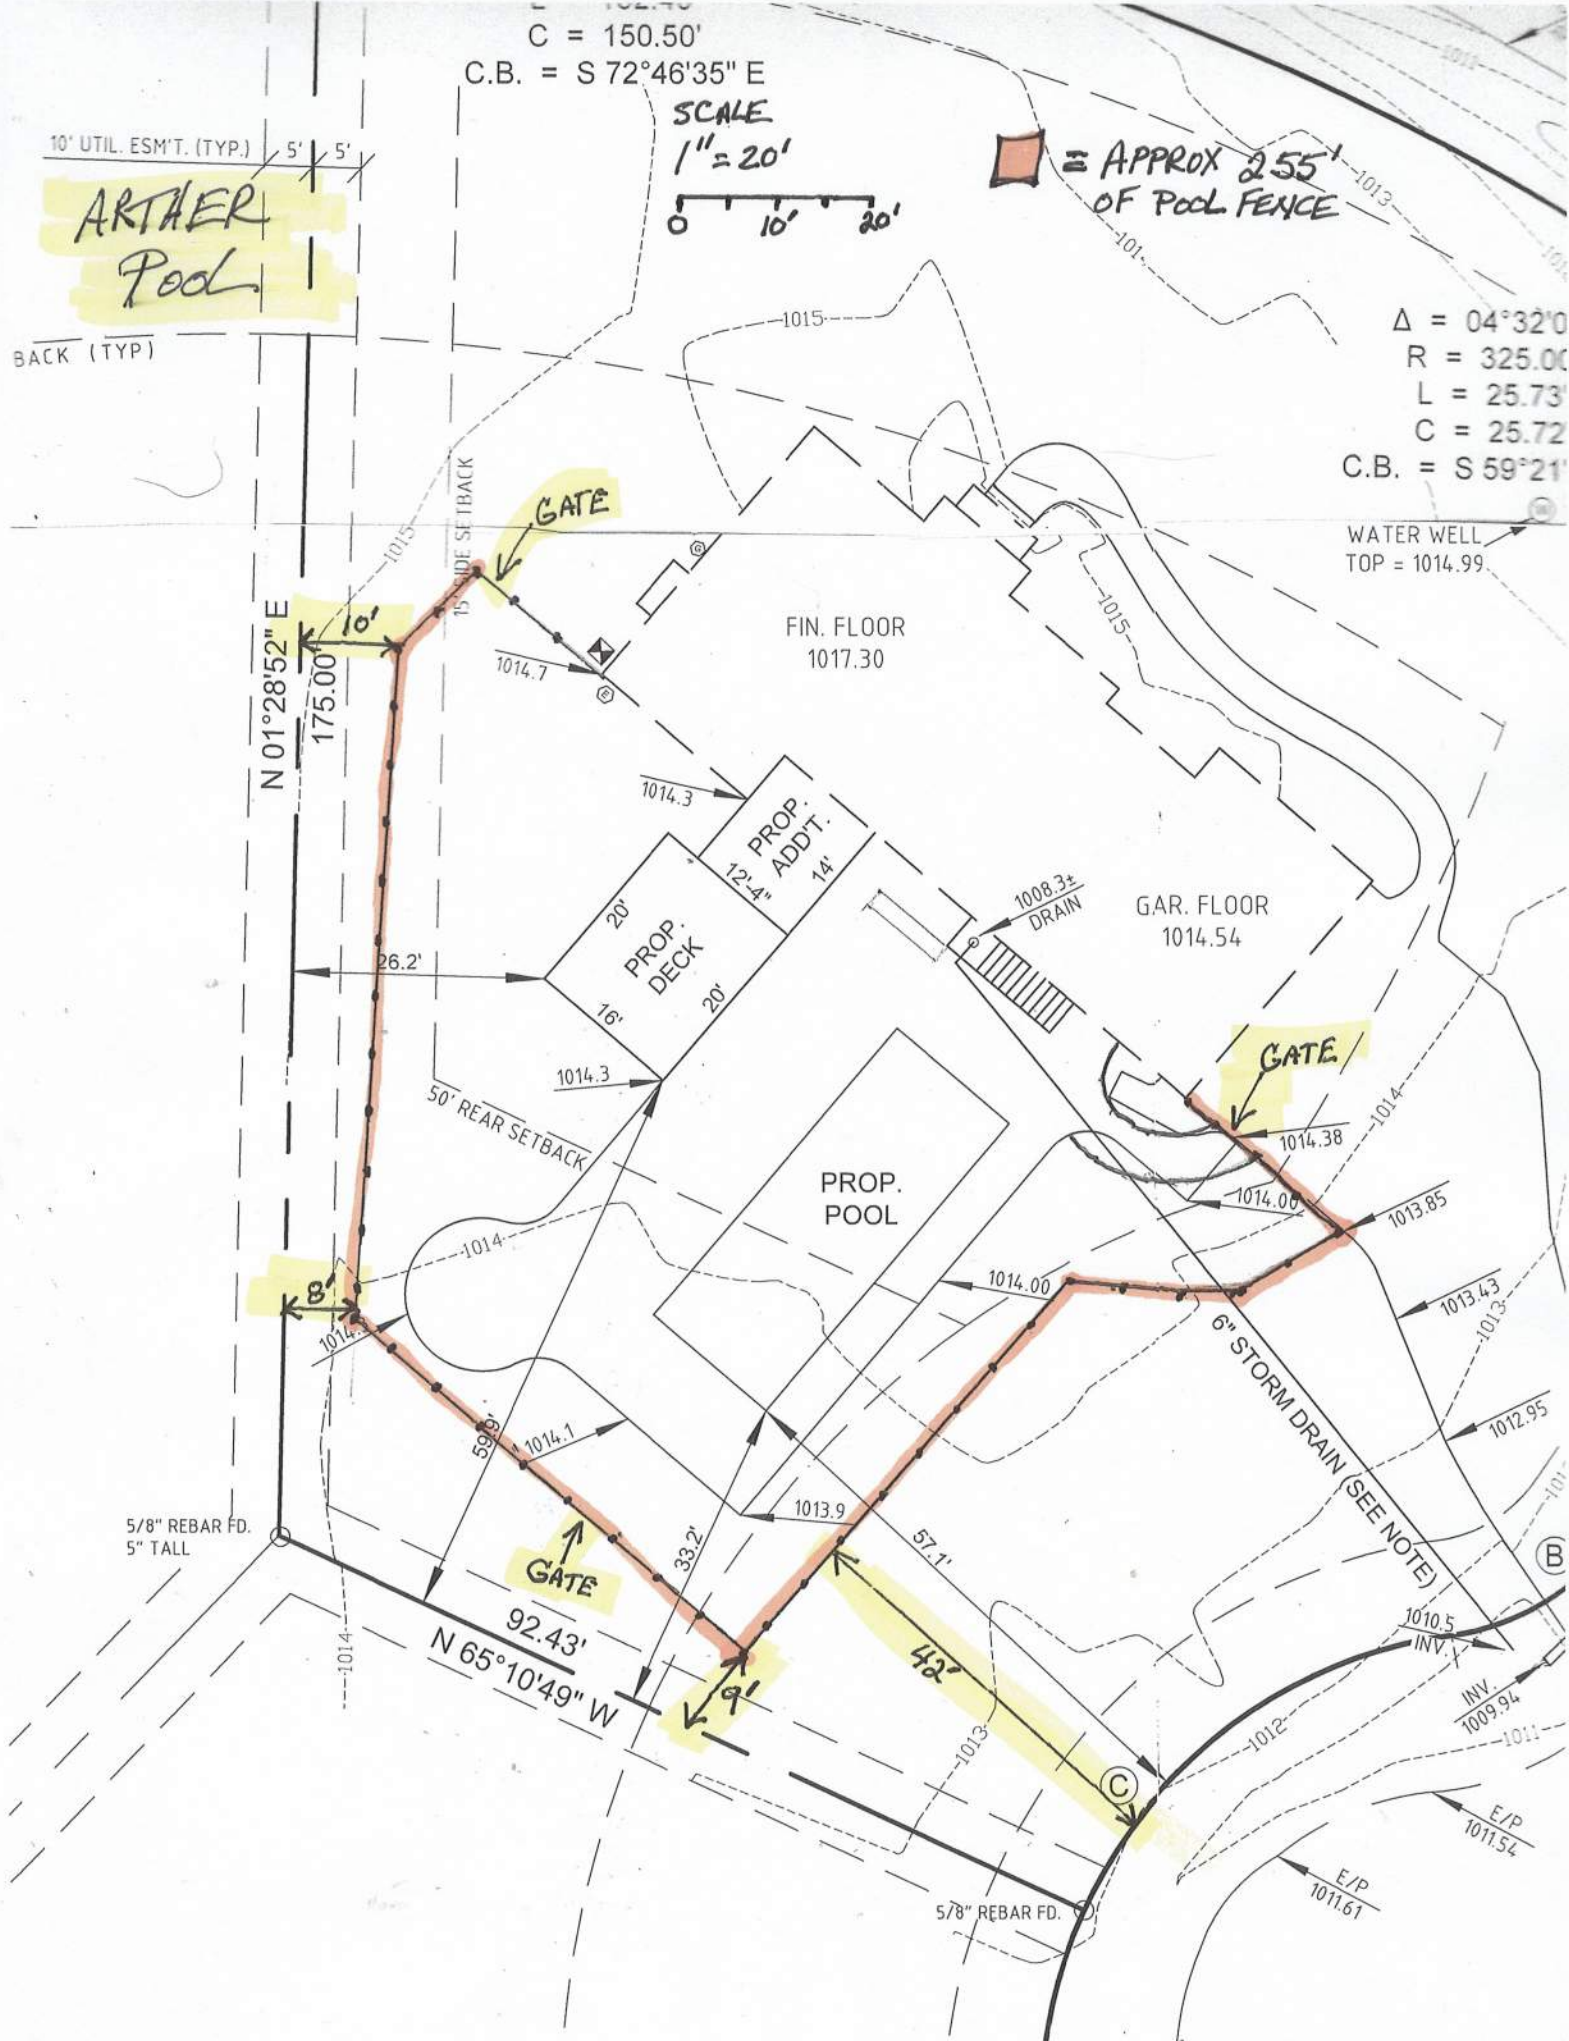 C = 150.50'
C.B. = S 72°46'35" E
SCALE
1"=20'
0 10' 20'
= APPROX 255'
OF POOL FENCE
10' UTIL. ESM'T. (TYP.) 5' 5'
ARTHER
POOL
BACK (TYP)
1013
101
1015
1011
Δ = 04°32'0
R = 325.00
L = 25.73'
C = 25.72
C.B. = S 59°21'
WATER WELL
TOP = 1014.99
15' SIDE SETBACK
GATE
1015
10'
N 01°28'52" E
175.00'
G
E
1014.7
FIN. FLOOR
1017.30
1015
1014.3
PROP.
ADD'T.
12'-4"
14'
20'
PROP.
DECK
16'
20'
26.2'
1008.3±
DRAIN
GAR. FLOOR
1014.54
GATE
1014.3
50' REAR SETBACK
1014
1014.38
1014.00
1013.85
PROP.
POOL
1014
1014.00
8'
1013.43
1013
6" STORM DRAIN (SEE NOTE)
1012.95
59.9'
1014.1
1013.9
5/8" REBAR FD.
5" TALL
GATE
33.2'
57.1'
B
92.43'
N 65°10'49" W
1014
9'
42'
1010.5
INV.
INV.
1009.94
1013
1012
1011
C
E/P
1011.54
E/P
1011.61
5/8" REBAR FD.